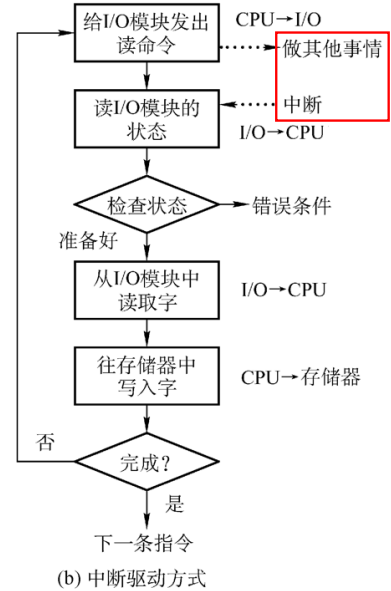 给I/O模块发出
读命令
CPU→I/O
做其他事情
中断
读I/O模块的
状态
I/O→CPU
检查状态
错误条件
准备好
从I/O模块中
读取字
I/O→CPU
往存储器中
写入字
CPU→存储器
否
完成？
是
下一条指令
(b) 中断驱动方式